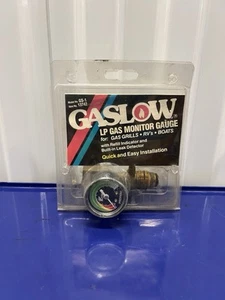 GASLOW
LP GAS MONITOR GAUGE
for: GAS GRILLS • RV's • BOATS
with Refill Indicator and
Built-in Leak Detector
Quick and Easy Installation